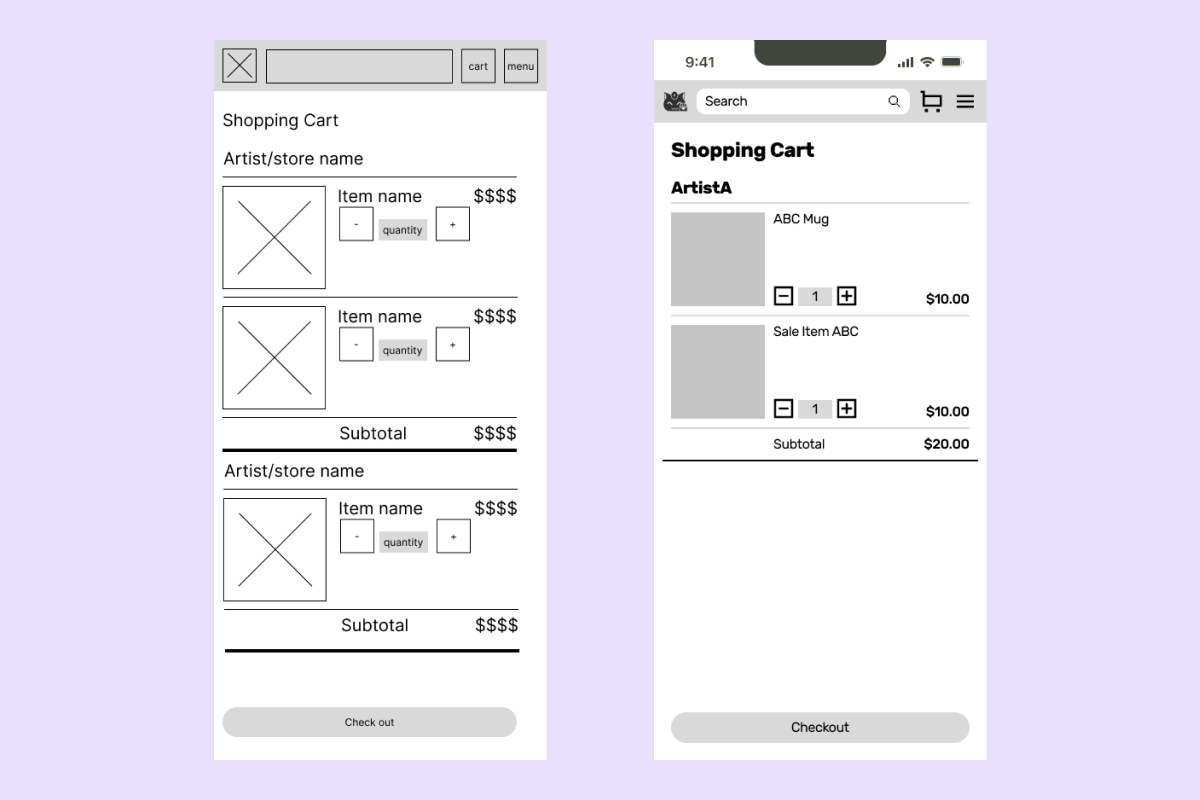 cart menu
Shopping Cart
Artist/store name
Item name $$$$
- quantity +
Item name $$$$
- quantity +
Subtotal $$$$
Artist/store name
Item name $$$$
- quantity +
Subtotal $$$$
Check out
9:41
Search
Shopping Cart
ArtistA
ABC Mug
1 $10.00
Sale Item ABC
1 $10.00
Subtotal $20.00
Checkout